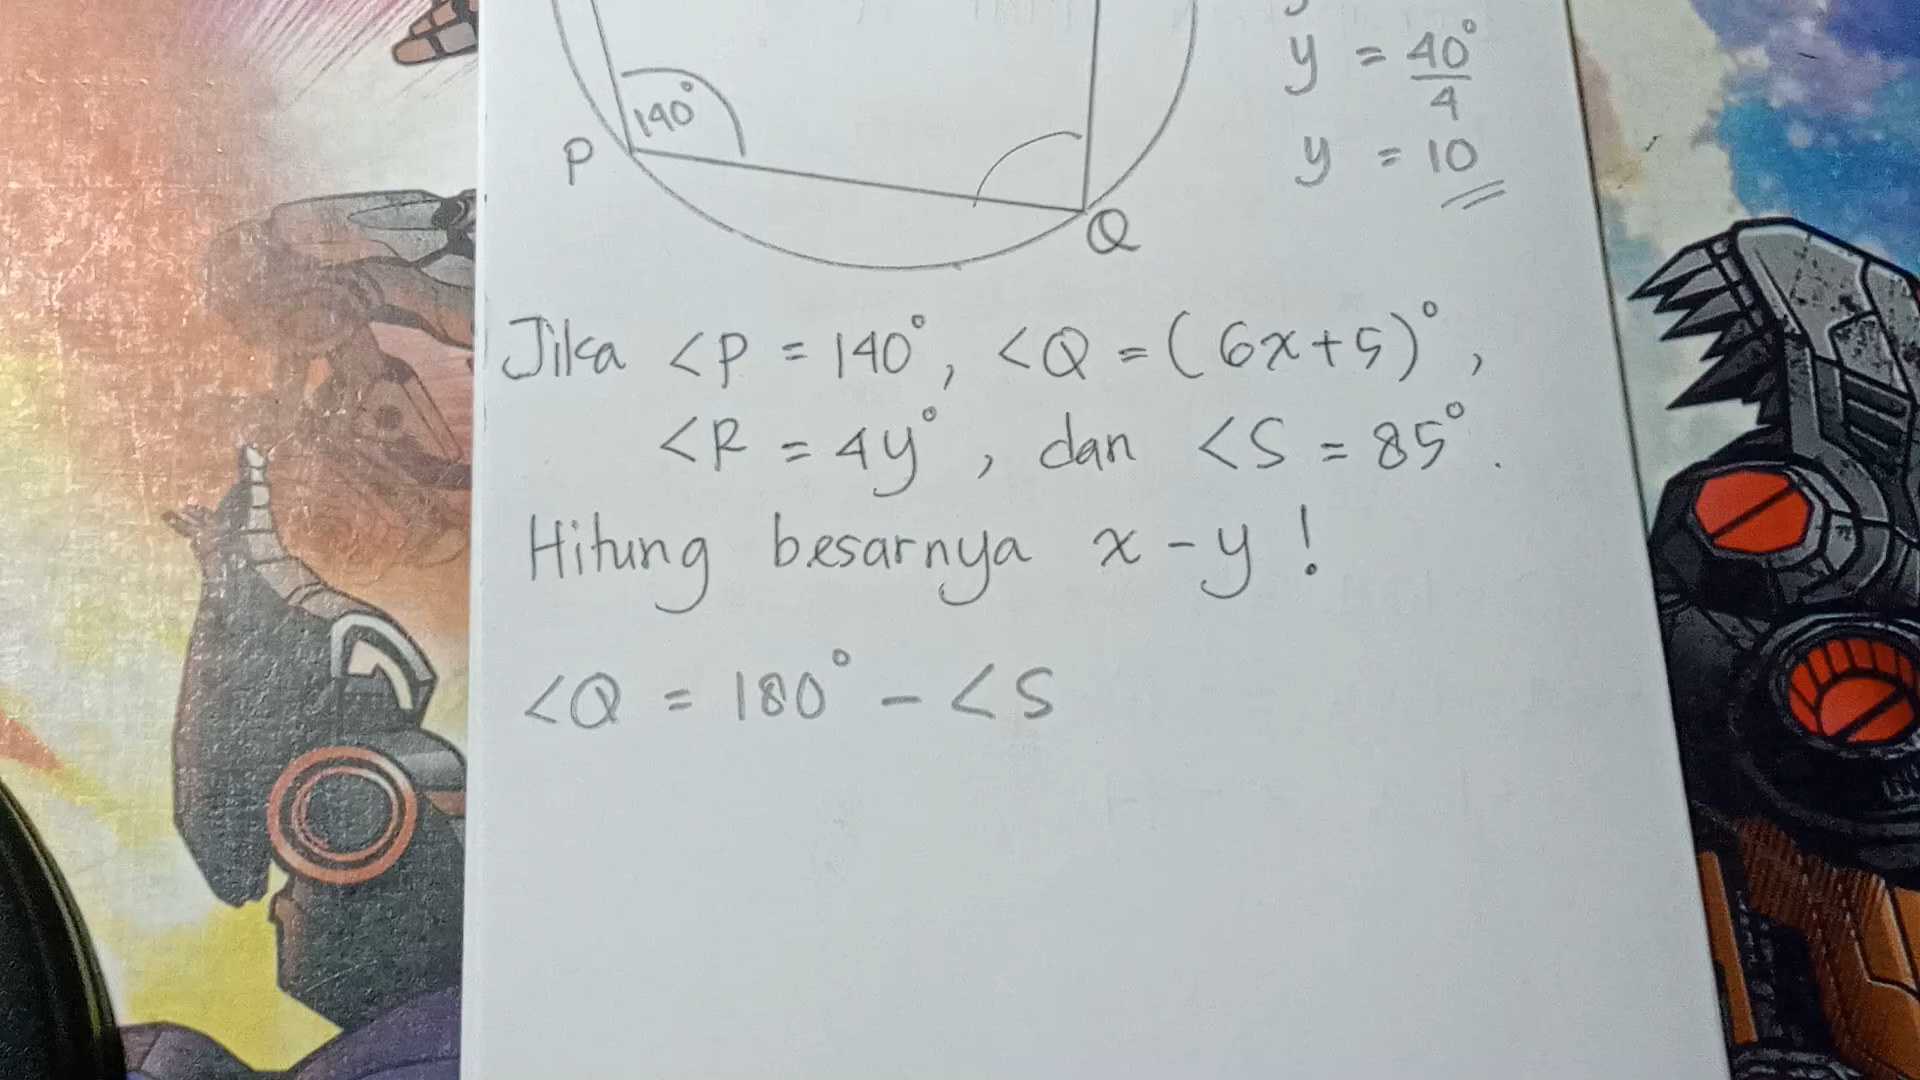 y = 40°
4
y = 10
140°
P
Q
Jika <P = 140°, <Q = (6x+5)°,
<R = 4y°, dan <S = 85°.
Hitung besarnya x - y !
<Q = 180° - <S